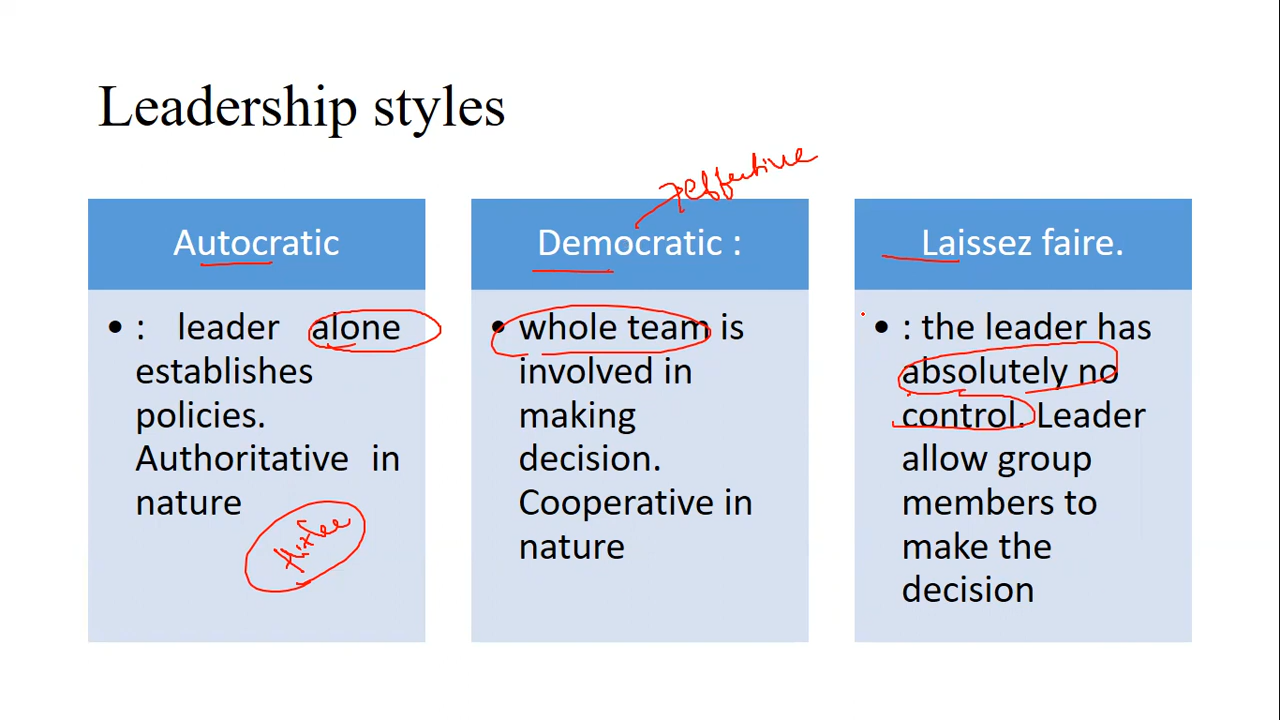 Leadership styles
effective
Autocratic
: leader alone
establishes
policies.
Authoritative in
nature
Democratic :
whole team is
involved in
making
decision.
Cooperative in
nature
Laissez faire.
: the leader has
absolutely no
control. Leader
allow group
members to
make the
decision